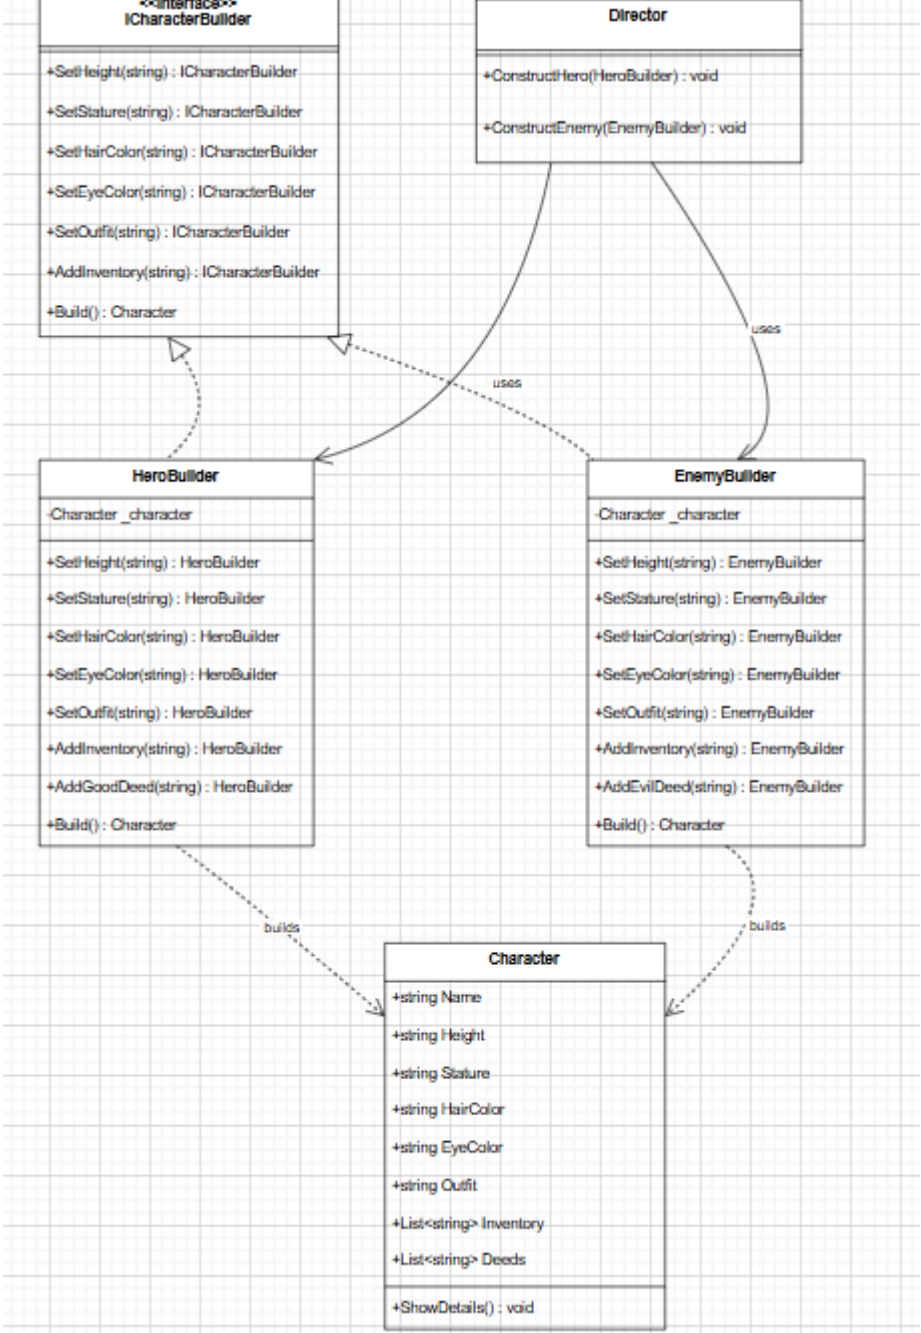 <<Interface>>
ICharacterBuilder
+SetHeight(string) : ICharacterBuilder
+SetStature(string) : ICharacterBuilder
+SetHairColor(string) : ICharacterBuilder
+SetEyeColor(string) : ICharacterBuilder
+SetOutfit(string) : ICharacterBuilder
+AddInventory(string) : ICharacterBuilder
+Build() : Character
Director
+ConstructHero(HeroBuilder) : void
+ConstructEnemy(EnemyBuilder) : void
uses
uses
HeroBuilder
-Character _character
+SetHeight(string) : HeroBuilder
+SetStature(string) : HeroBuilder
+SetHairColor(string) : HeroBuilder
+SetEyeColor(string) : HeroBuilder
+SetOutfit(string) : HeroBuilder
+AddInventory(string) : HeroBuilder
+AddGoodDeed(string) : HeroBuilder
+Build() : Character
EnemyBuilder
-Character _character
+SetHeight(string) : EnemyBuilder
+SetStature(string) : EnemyBuilder
+SetHairColor(string) : EnemyBuilder
+SetEyeColor(string) : EnemyBuilder
+SetOutfit(string) : EnemyBuilder
+AddInventory(string) : EnemyBuilder
+AddEvilDeed(string) : EnemyBuilder
+Build() : Character
builds
builds
Character
+string Name
+string Height
+string Stature
+string HairColor
+string EyeColor
+string Outfit
+List<string> Inventory
+List<string> Deeds
+ShowDetails() : void